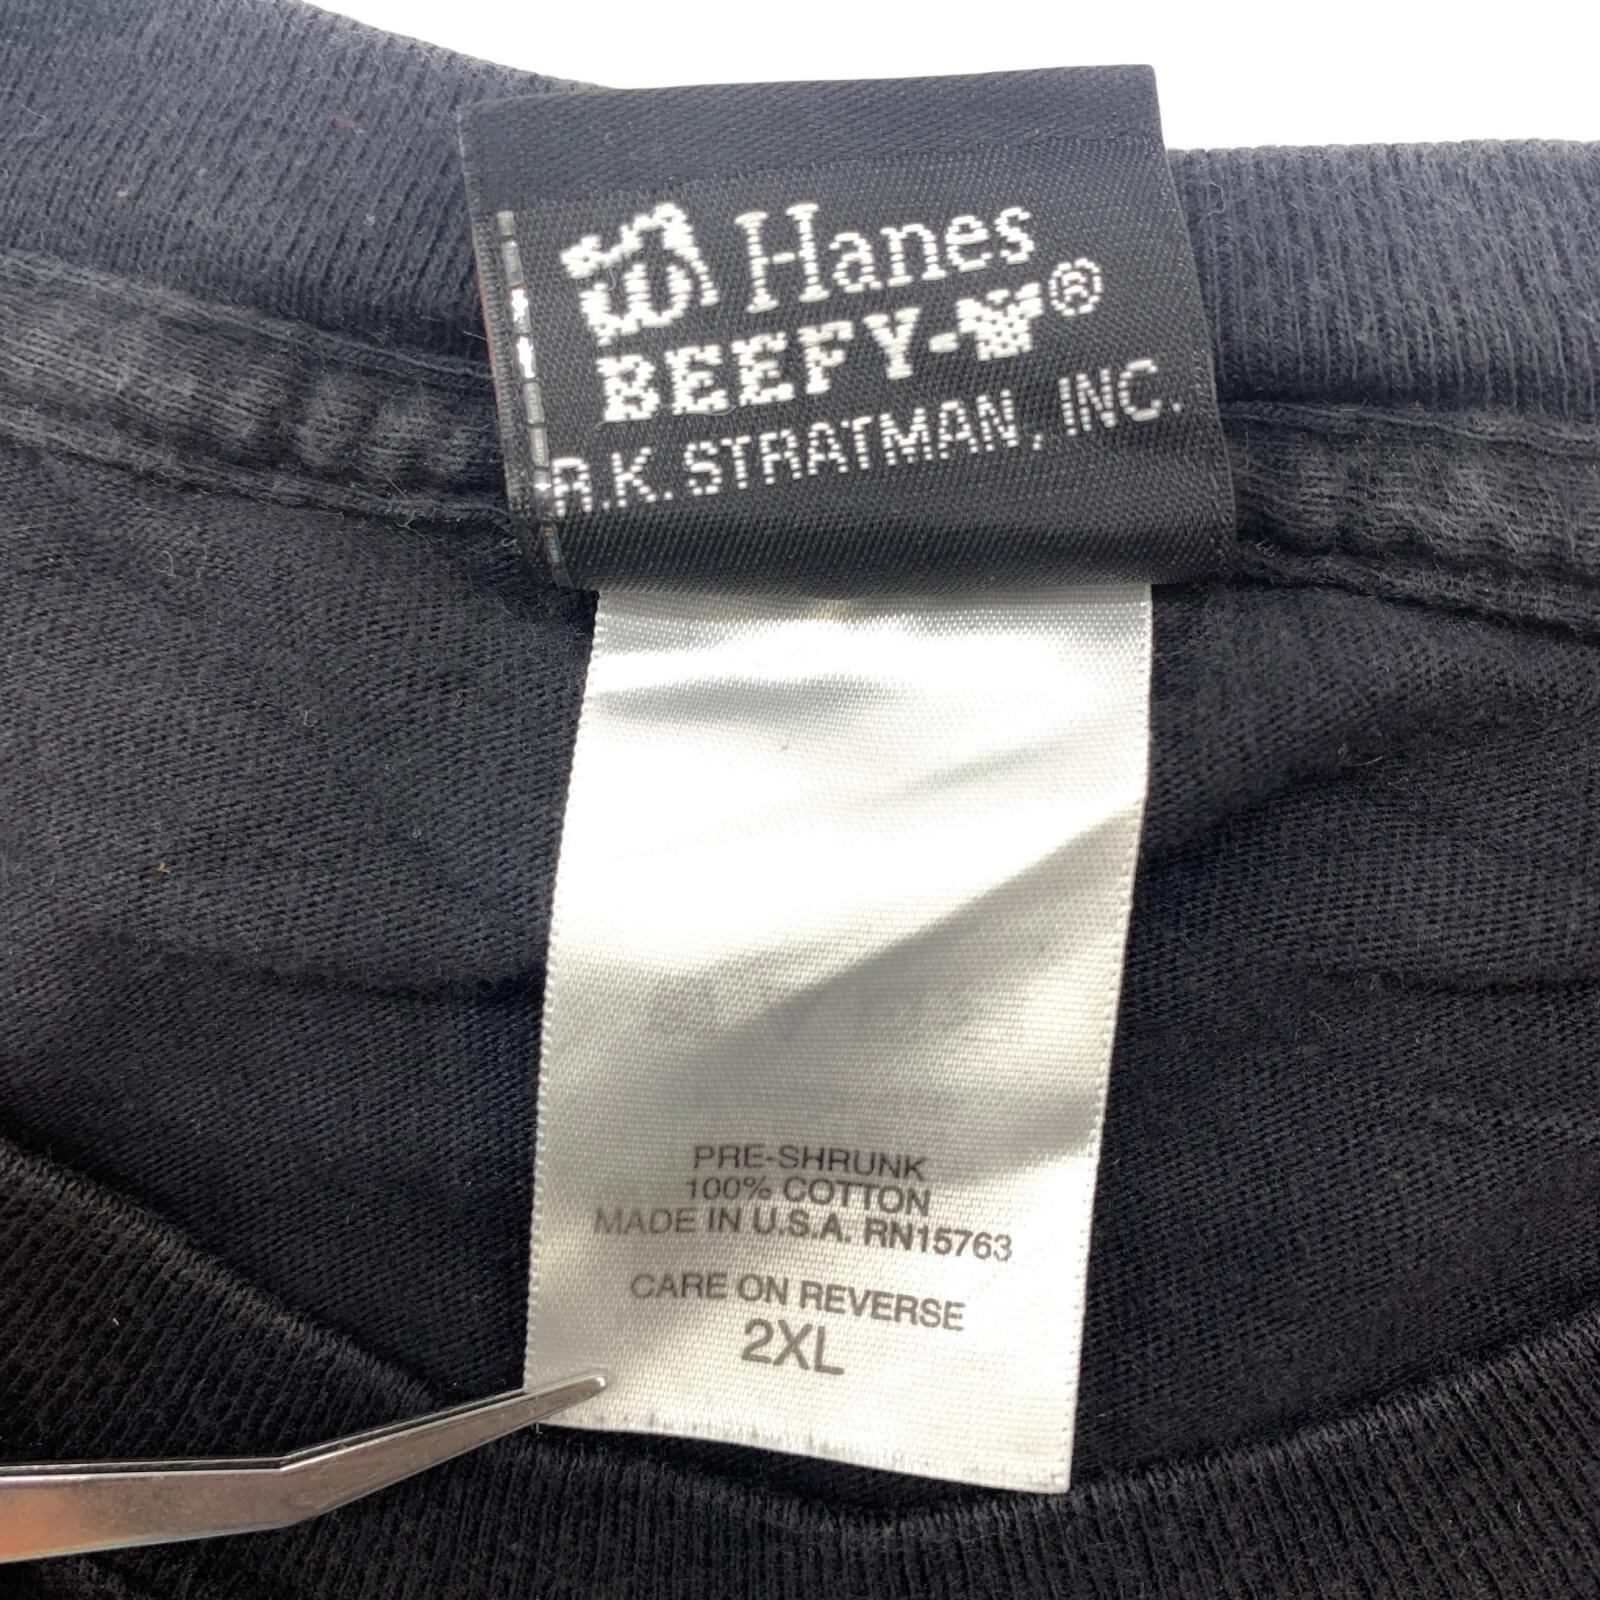 Hanes
BEEFY-T®
R.K. STRATMAN, INC.
PRE-SHRUNK
100% COTTON
MADE IN U.S.A. RN15763
CARE ON REVERSE
2XL